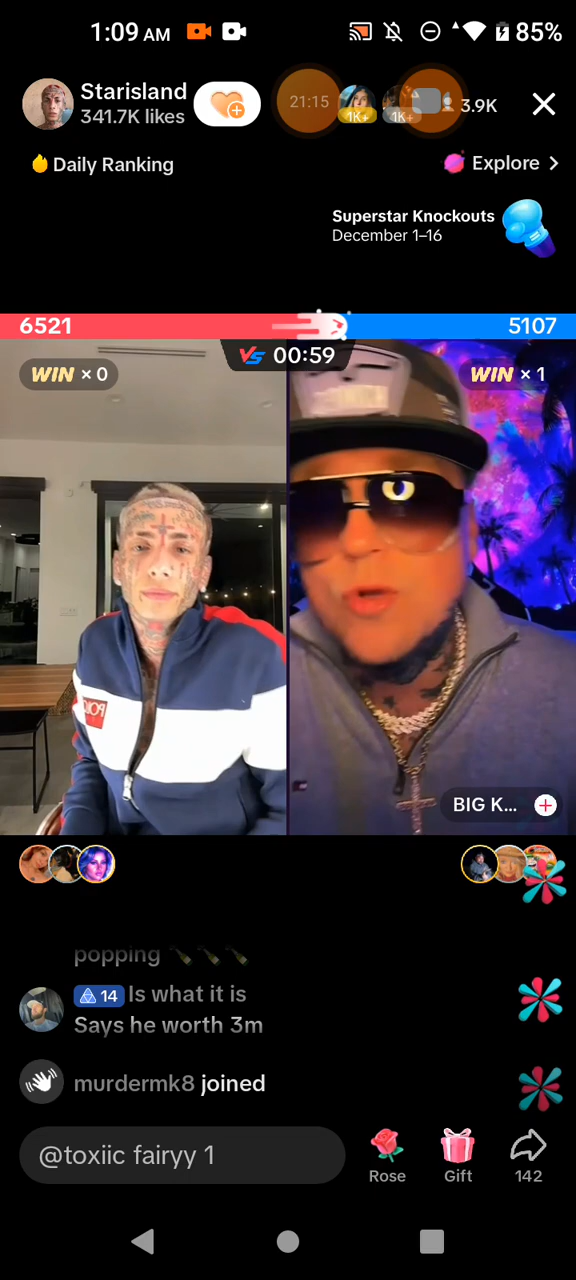 1:09 AM
85%
Starisland
341.7K likes
21:15
1K+
1K+
3.9K
Daily Ranking
Explore
Superstar Knockouts
December 1–16
6521
5107
VS 00:59
WIN × 0
WIN × 1
BIG K...
popping
14 Is what it is
Says he worth 3m
murdermk8 joined
@toxiic fairyy 1
Rose
Gift
142